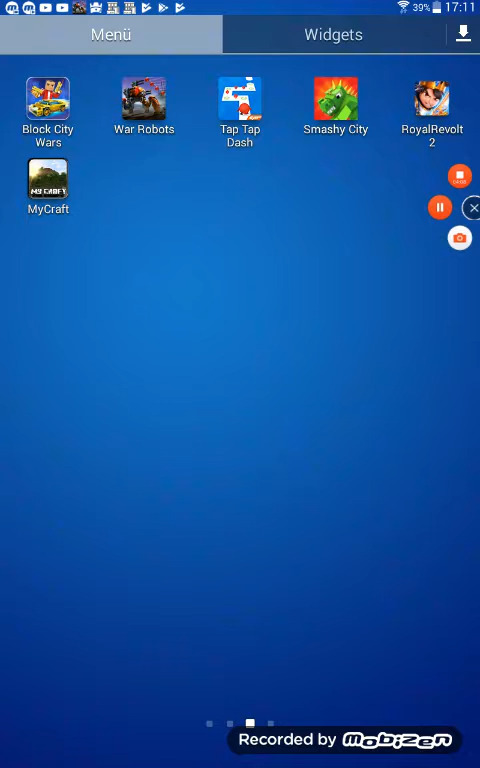 39% 17:11
Menü Widgets
Block City
Wars
War Robots
Tap Tap
Dash
Smashy City
RoyalRevolt
2
MY CRAFT
MyCraft
Recorded by Mobizen